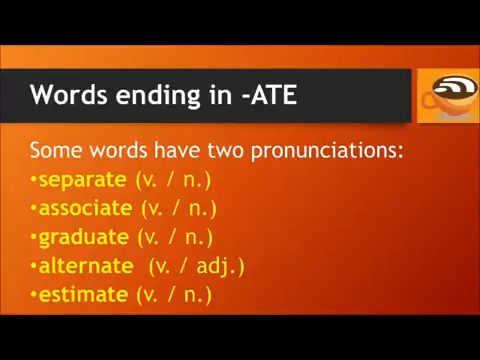 Words ending in -ATE
Some words have two pronunciations:
•separate (v. / n.)
•associate (v. / n.)
•graduate (v. / n.)
•alternate (v. / adj.)
•estimate (v. / n.)